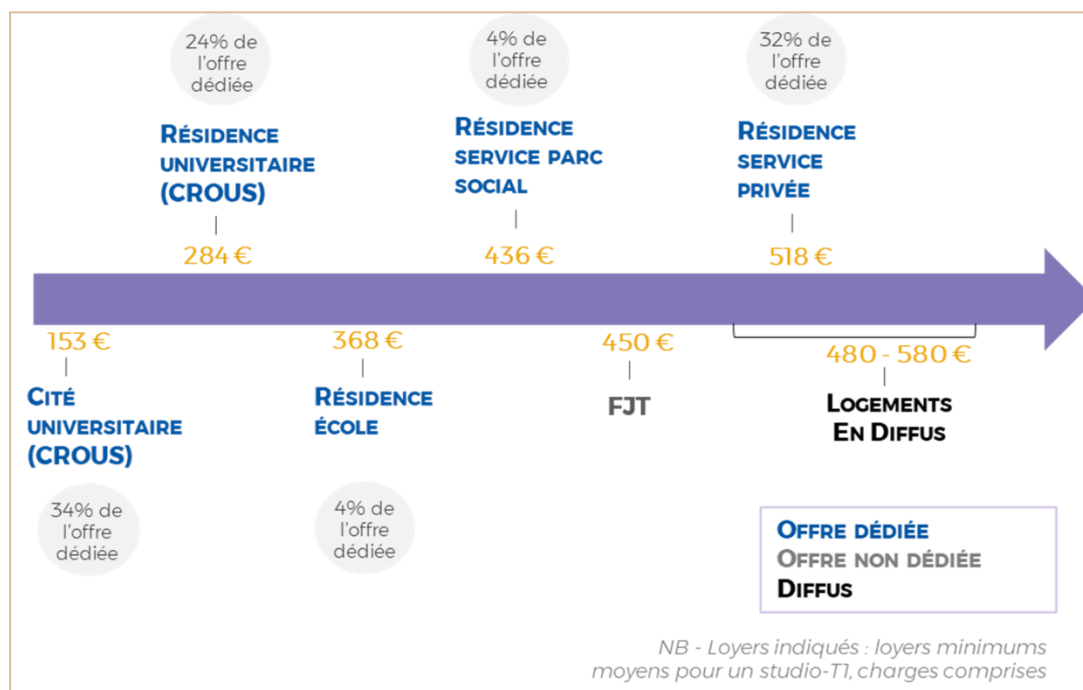 24% de
l'offre
dédiée
4% de
l'offre
dédiée
32% de
l'offre
dédiée
RÉSIDENCE
UNIVERSITAIRE
(CROUS)
RÉSIDENCE
SERVICE PARC
SOCIAL
RÉSIDENCE
SERVICE
PRIVÉE
284 €
436 €
518 €
153 €
368 €
450 €
480 - 580 €
CITÉ
UNIVERSITAIRE
(CROUS)
RÉSIDENCE
ÉCOLE
FJT
LOGEMENTS
EN DIFFUS
34% de
l'offre
dédiée
4% de
l'offre
dédiée
OFFRE DÉDIÉE
OFFRE NON DÉDIÉE
DIFFUS
NB - Loyers indiqués : loyers minimums
moyens pour un studio-T1, charges comprises